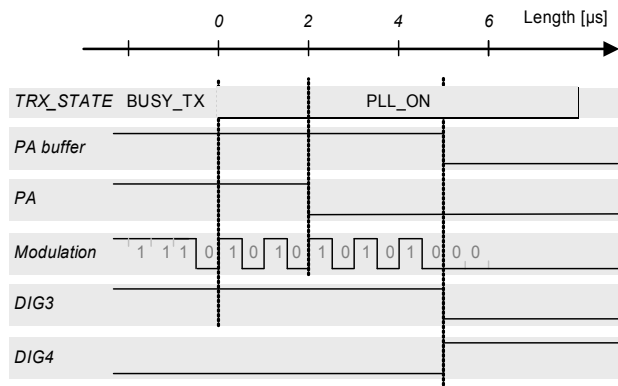 0 2 4 6 Length [µs]
TRX_STATE BUSY_TX PLL_ON
PA buffer
PA
Modulation 1 1 1 0 1 0 1 0 1 0 1 0 1 0 0 0
DIG3
DIG4